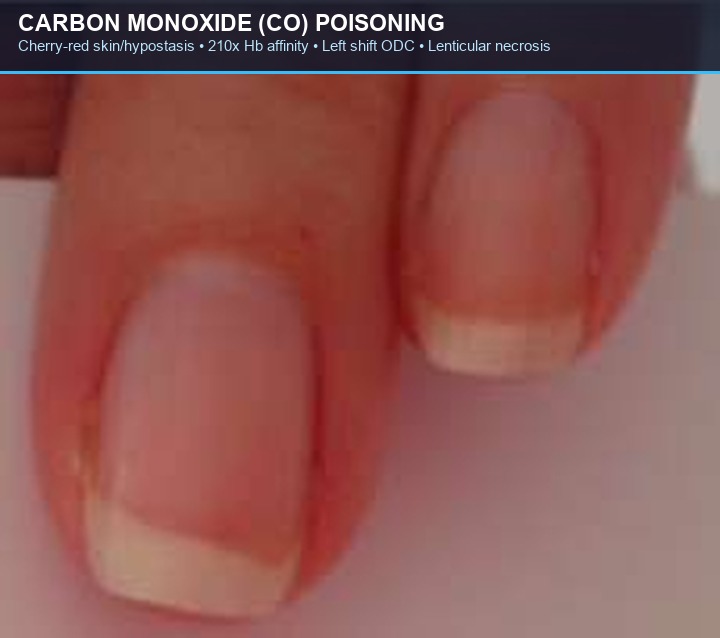 CARBON MONOXIDE (CO) POISONING
Cherry-red skin/hypostasis • 210x Hb affinity • Left shift ODC • Lenticular necrosis